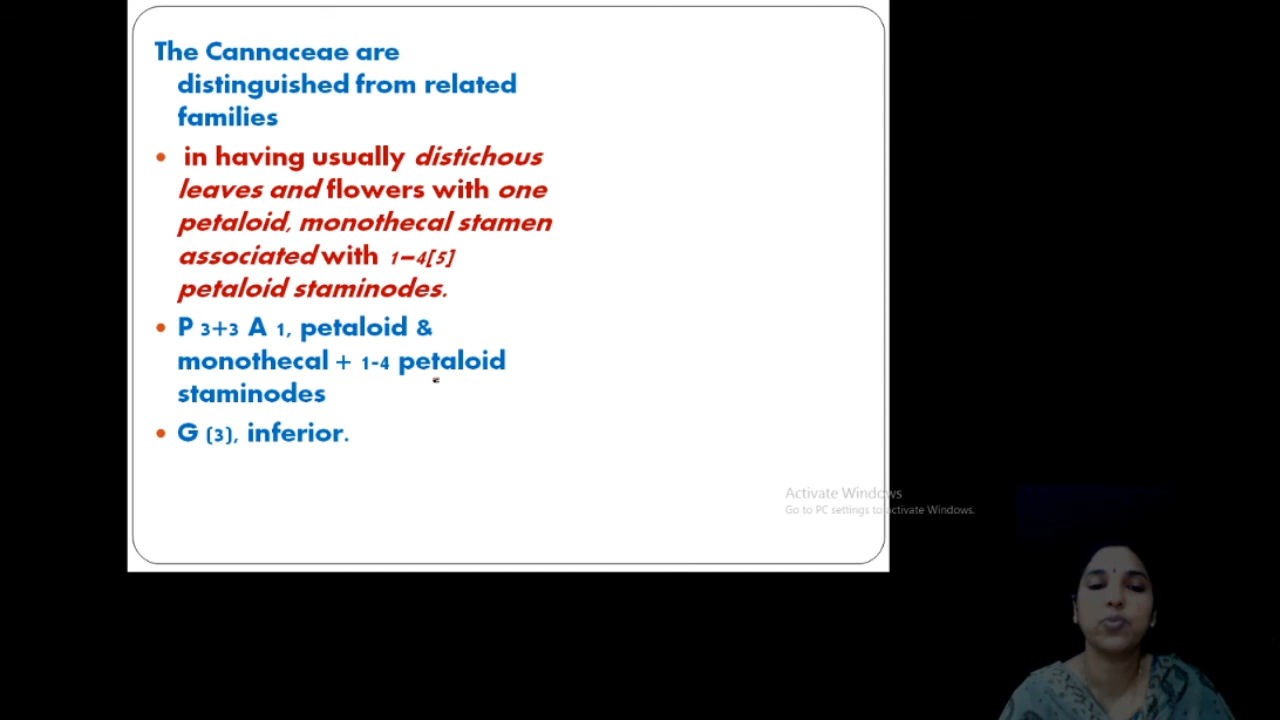 The Cannaceae are
distinguished from related
families
• in having usually distichous
leaves and flowers with one
petaloid, monothecal stamen
associated with 1–4[5]
petaloid staminodes.
• P 3+3 A 1, petaloid &
monothecal + 1-4 petaloid
staminodes
• G (3), inferior.
Activate Windows
Go to PC settings to activate Windows.